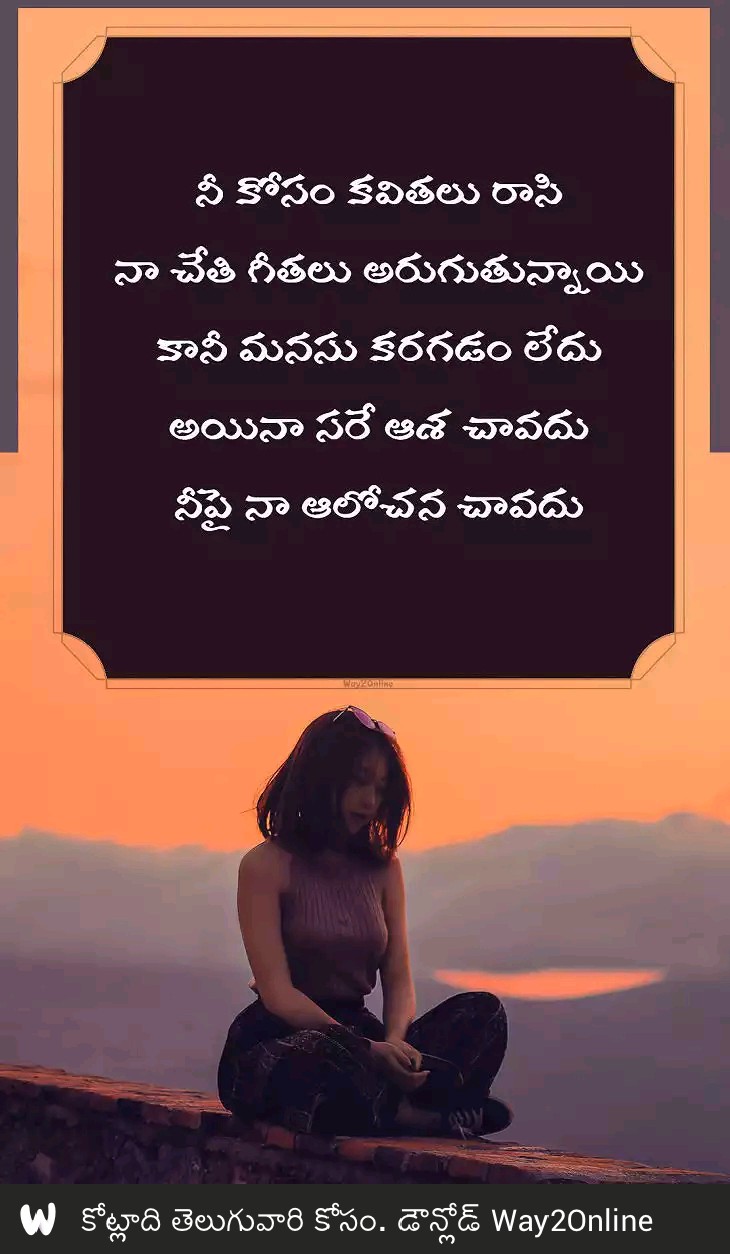 నీ కోసం కవితలు రాసి
నా చేతి గీతలు అరుగుతున్నాయి
కానీ మనసు కరగడం లేదు
అయినా సరే ఆశ చావదు
నీపై నా ఆలోచన చావదు
Way2Online
W కోట్లాది తెలుగువారి కోసం. డౌన్లోడ్ Way2Online